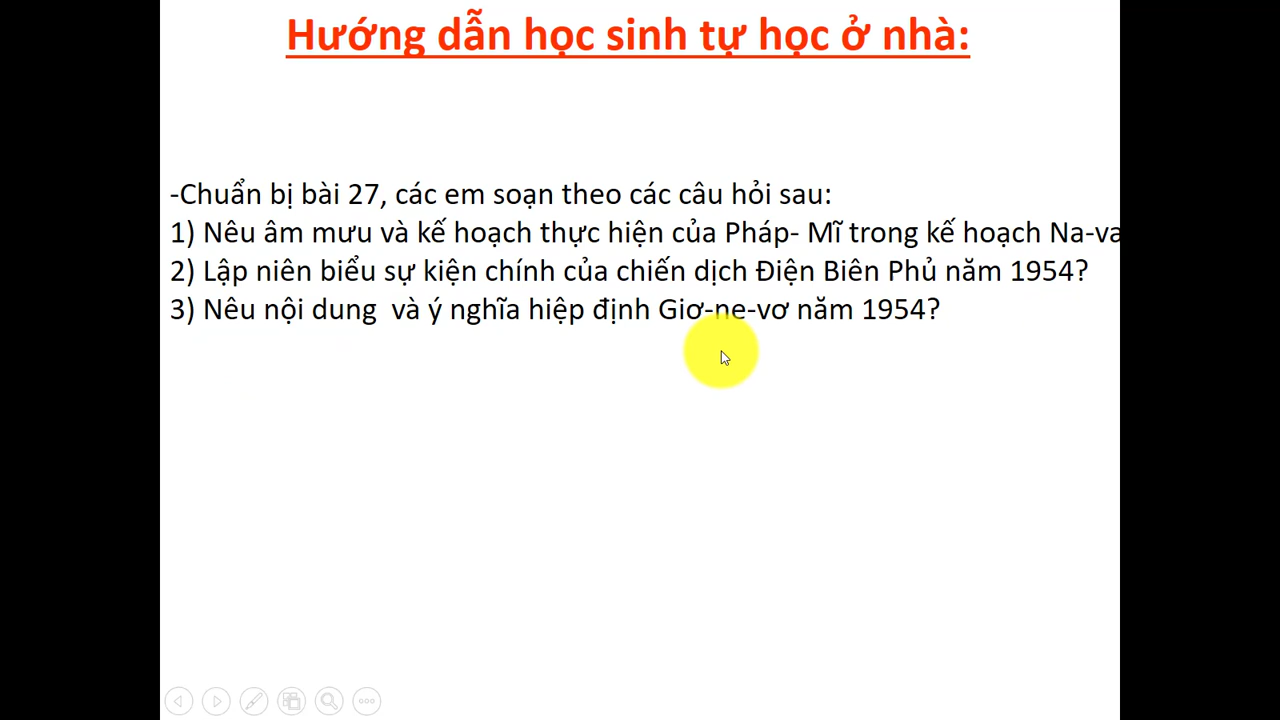 Hướng dẫn học sinh tự học ở nhà:
-Chuẩn bị bài 27, các em soạn theo các câu hỏi sau:
1) Nêu âm mưu và kế hoạch thực hiện của Pháp- Mĩ trong kế hoạch Na-va
2) Lập niên biểu sự kiện chính của chiến dịch Điện Biên Phủ năm 1954?
3) Nêu nội dung  và ý nghĩa hiệp định Giơ-ne-vơ năm 1954?